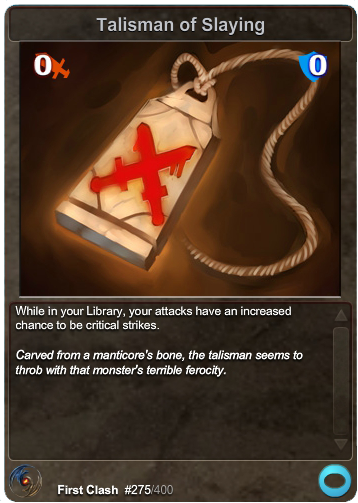 Talisman of Slaying
0 0
While in your Library, your attacks have an increased
chance to be critical strikes.
Carved from a manticore's bone, the talisman seems to
throb with that monster's terrible ferocity.
First Clash #275/400